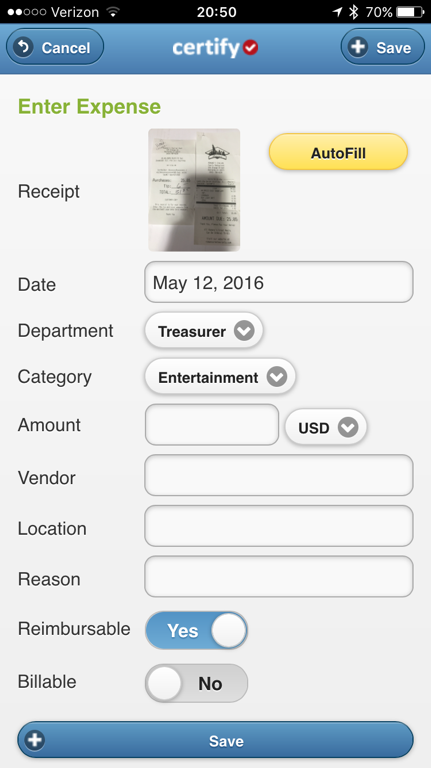 Verizon 20:50 70%
Cancel certify Save
Enter Expense
AutoFill
Receipt
Date May 12, 2016
Department Treasurer
Category Entertainment
Amount USD
Vendor
Location
Reason
Reimbursable Yes
Billable No
Save